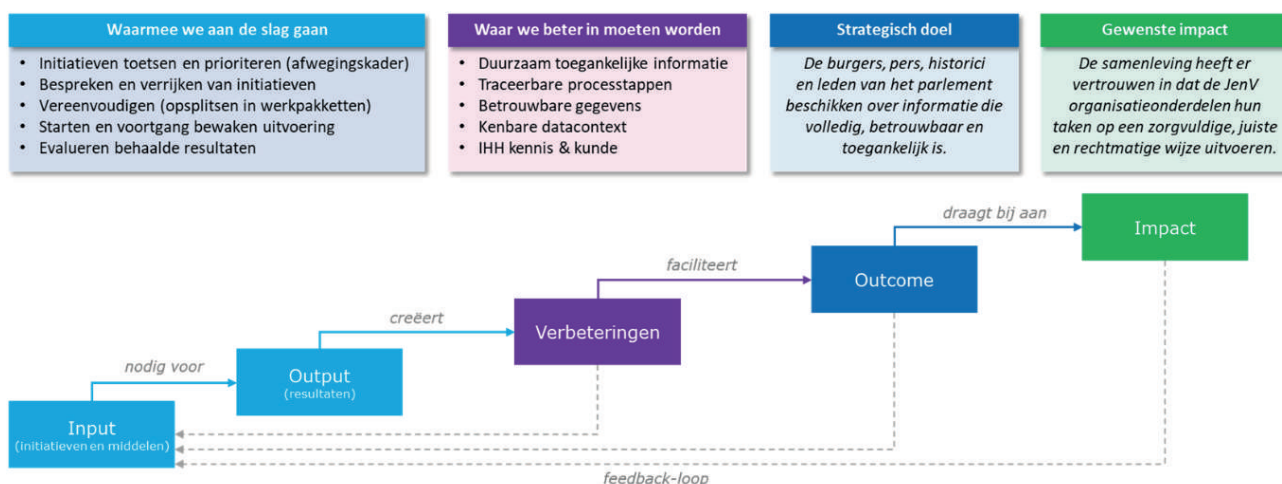 Waarmee we aan de slag gaan
• Initiatieven toetsen en prioriteren (afwegingskader)
• Bespreken en verrijken van initiatieven
• Vereenvoudigen (opsplitsen in werkpakketten)
• Starten en voortgang bewaken uitvoering
• Evalueren behaalde resultaten
Waar we beter in moeten worden
• Duurzaam toegankelijke informatie
• Traceerbare processtappen
• Betrouwbare gegevens
• Kenbare datacontext
• IHH kennis & kunde
Strategisch doel
De burgers, pers, historici
en leden van het parlement
beschikken over informatie die
volledig, betrouwbaar en
toegankelijk is.
Gewenste impact
De samenleving heeft er
vertrouwen in dat de JenV
organisatieonderdelen hun
taken op een zorgvuldige, juiste
en rechtmatige wijze uitvoeren.
draagt bij aan
Impact
faciliteert
Outcome
creëert
Verbeteringen
nodig voor
Output
(resultaten)
Input
(initiatieven en middelen)
feedback-loop